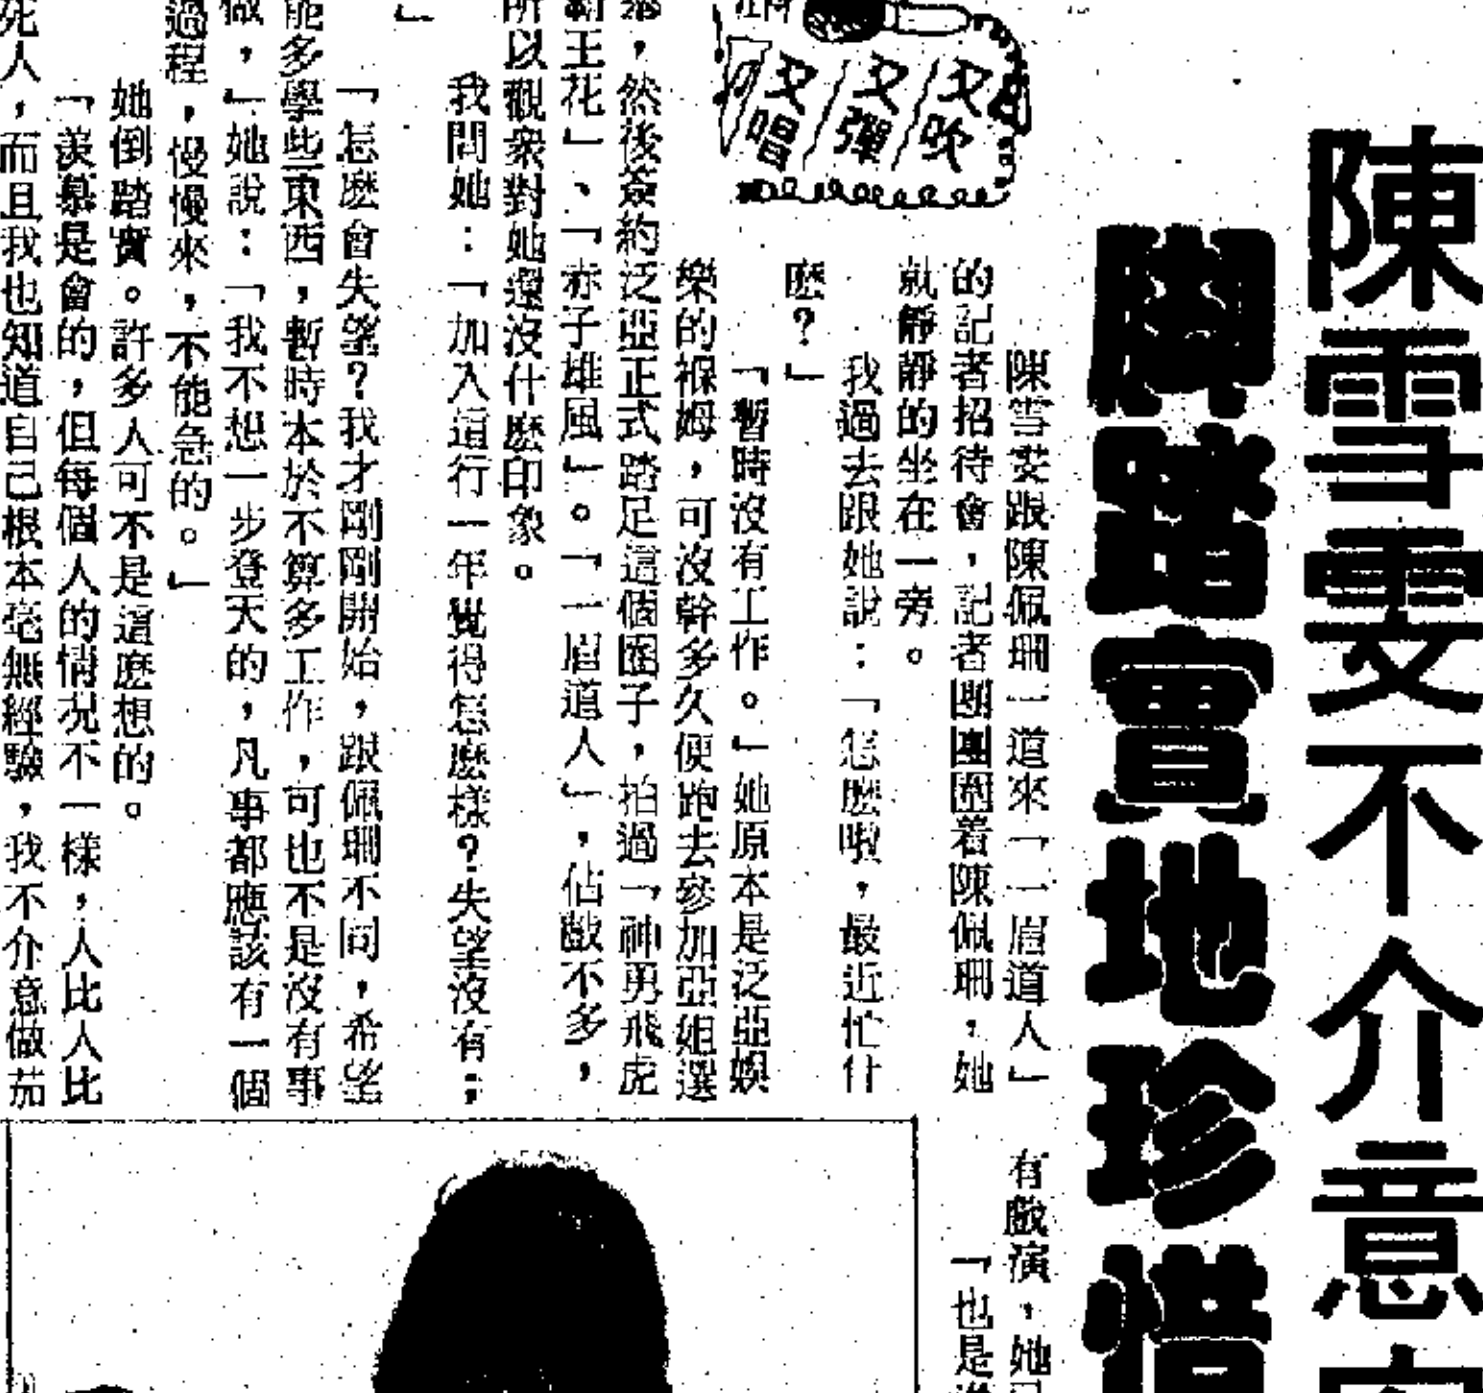 陳雪雯不介意
脚踏實地珍惜
文吹
文彈
文唱
陳雪雯跟陳佩珊一道來「一眉道人」
的記者招待會，記者團團圍着陳佩珊，她
就靜靜的坐在一旁。
我過去跟她說：「怎麽啦，最近忙什
麽？」
「暫時沒有工作。」她原本是泛亞娛
樂的褓姆，可沒幹多久便跑去參加亞姐選
，然後簽約泛亞正式踏足這個圈子，拍過「神勇飛虎
霸王花」、「赤子雄風」。「一眉道人」，佔戲不多，
所以觀衆對她還沒什麽印象。
我問她：「加入這行一年覺得怎麽樣？失望沒有；
」
「怎麽會失望？我才剛剛開始，跟佩珊不同，希望
能多學些東西，暫時本於不算多工作，可也不是沒有事
做，」她說：「我不想一步登天的，凡事都應該有一個
過程，慢慢來，不能急的。」
她倒踏實。許多人可不是這麽想的。
「羨慕是會的，但每個人的情況不一樣，人比人比
死人，而且我也知道自己根本毫無經驗，我不介意做茄
有戲演，她
「也是